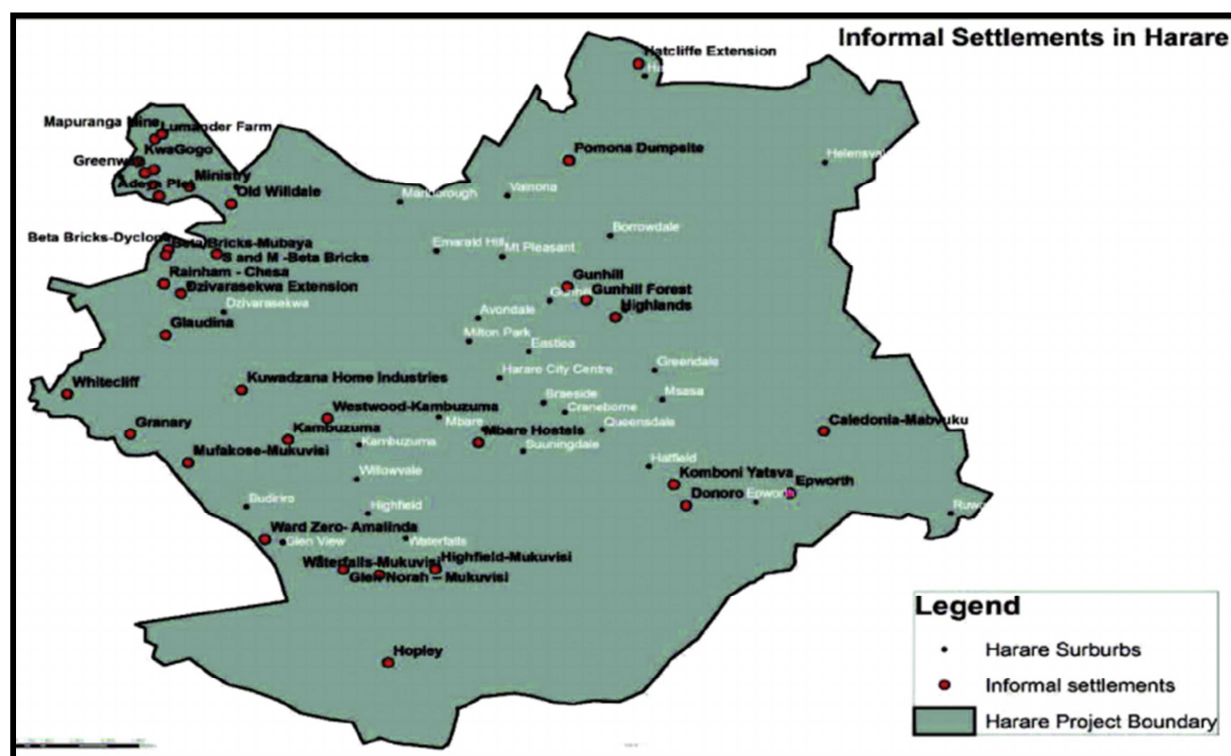 Informal Settlements in Harare
Hatcliffe Extension
Mapuranga Mine
Lumander Farm
KwaGogo
Pomona Dumpsite
Helensvale
Ministry
Old Willdale
Marlborough
Vainona
Borrowdale
Beta Bricks-Dyclops
Beta Bricks-Mubaya
Emerald Hill
Mt Pleasant
S and M -Beta Bricks
Rainham - Chesa
Gunhill
Dzivarasekwa Extension
Gunhill
Gunhill Forest
Highlands
Dzivarasekwa
Avondale
Glaudina
Milton Park
Eastlea
Greendale
Harare City Centre
Whitecliff
Kuwadzana Home Industries
Braeside
Msasa
Westwood-Kambuzuma
Craneborne
Mbare
Granary
Kambuzuma
Mbare Hostels
Queensdale
Caledonia-Mabvuku
Kambuzuma
Suuningdale
Mufakose-Mukuvisi
Hatfield
Willowvale
Komboni Yatsva
Epworth
Budiriro
Donoro
Epworth
Highfield
Ward Zero- Amalinda
Glen View
Waterfalls
Waterfalls-Mukuvisi
Highfield-Mukuvisi
Glen Norah – Mukuvisi
Hopley
Legend
Harare Surburbs
Informal settlements
Harare Project Boundary